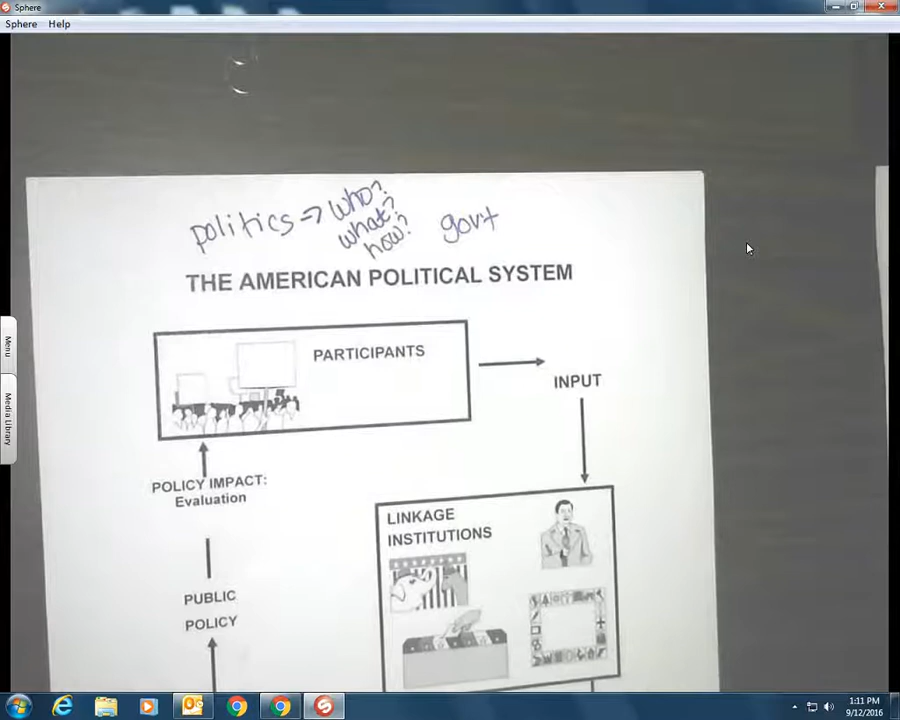 Sphere
Sphere Help
politics => who?
what?
how?
govt
THE AMERICAN POLITICAL SYSTEM
PARTICIPANTS
INPUT
POLICY IMPACT:
Evaluation
LINKAGE
INSTITUTIONS
PUBLIC
POLICY
Menu
Media Library
1:11 PM
9/12/2016